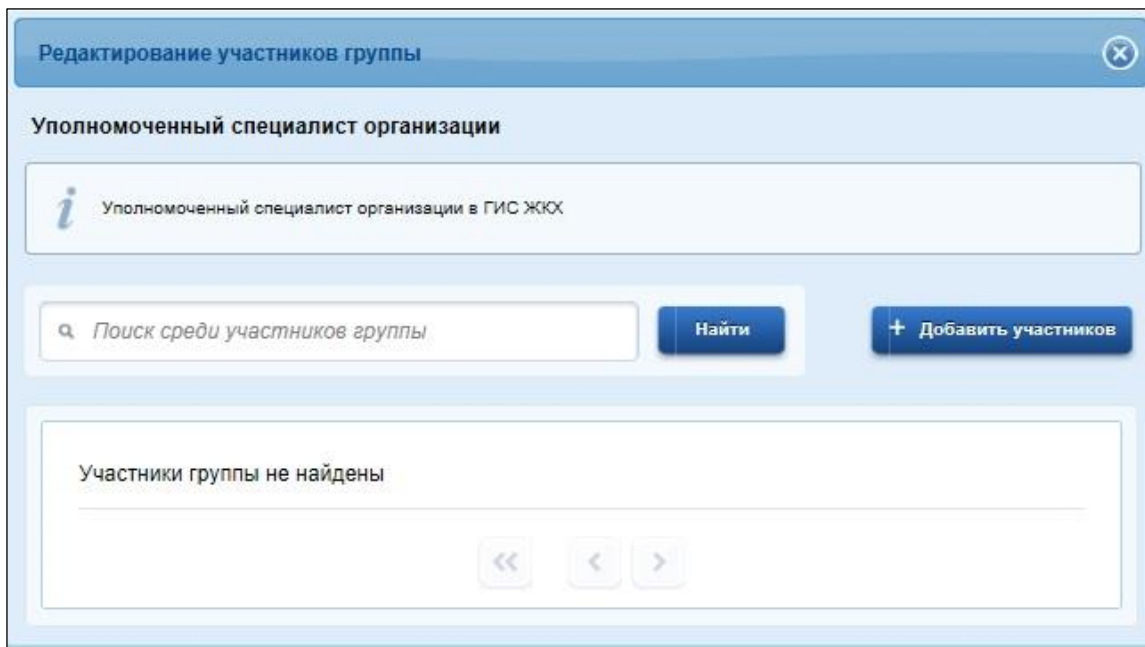 Редактирование участников группы
Уполномоченный специалист организации
Уполномоченный специалист организации в ГИС ЖКХ
Поиск среди участников группы
Найти
+ Добавить участников
Участники группы не найдены